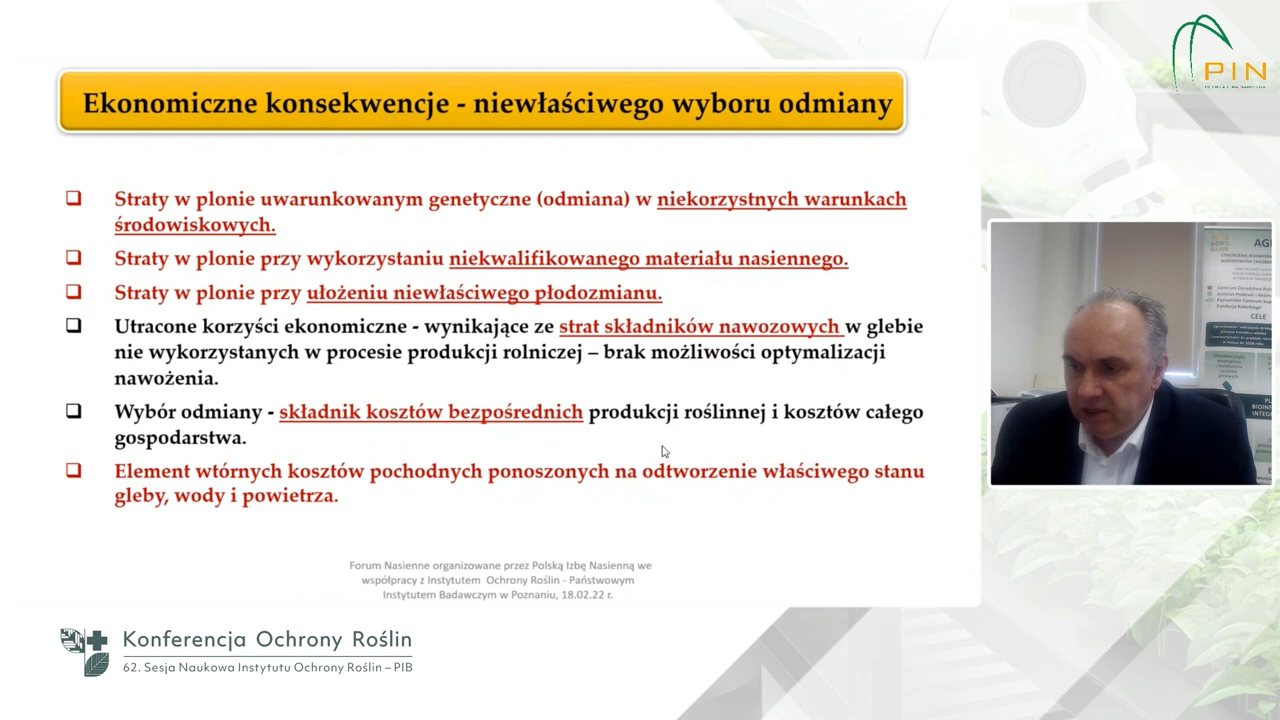 PIN
Ekonomiczne konsekwencje - niewłaściwego wyboru odmiany
Straty w plonie uwarunkowanym genetyczne (odmiana) w niekorzystnych warunkach
środowiskowych.
Straty w plonie przy wykorzystaniu niekwalifikowanego materiału nasiennego.
Straty w plonie przy ułożeniu niewłaściwego płodozmianu.
Utracone korzyści ekonomiczne - wynikające ze strat składników nawozowych w glebie
nie wykorzystanych w procesie produkcji rolniczej – brak możliwości optymalizacji
nawożenia.
Wybór odmiany - składnik kosztów bezpośrednich produkcji roślinnej i kosztów całego
gospodarstwa.
Element wtórnych kosztów pochodnych ponoszonych na odtworzenie właściwego stanu
gleby, wody i powietrza.
Forum Nasienne organizowane przez Polską Izbę Nasienną we
współpracy z Instytutem Ochrony Roślin - Państwowym
Instytutem Badawczym w Poznaniu, 18.02.22 r.
CELE
Konferencja Ochrony Roślin
62. Sesja Naukowa Instytutu Ochrony Roślin – PIB